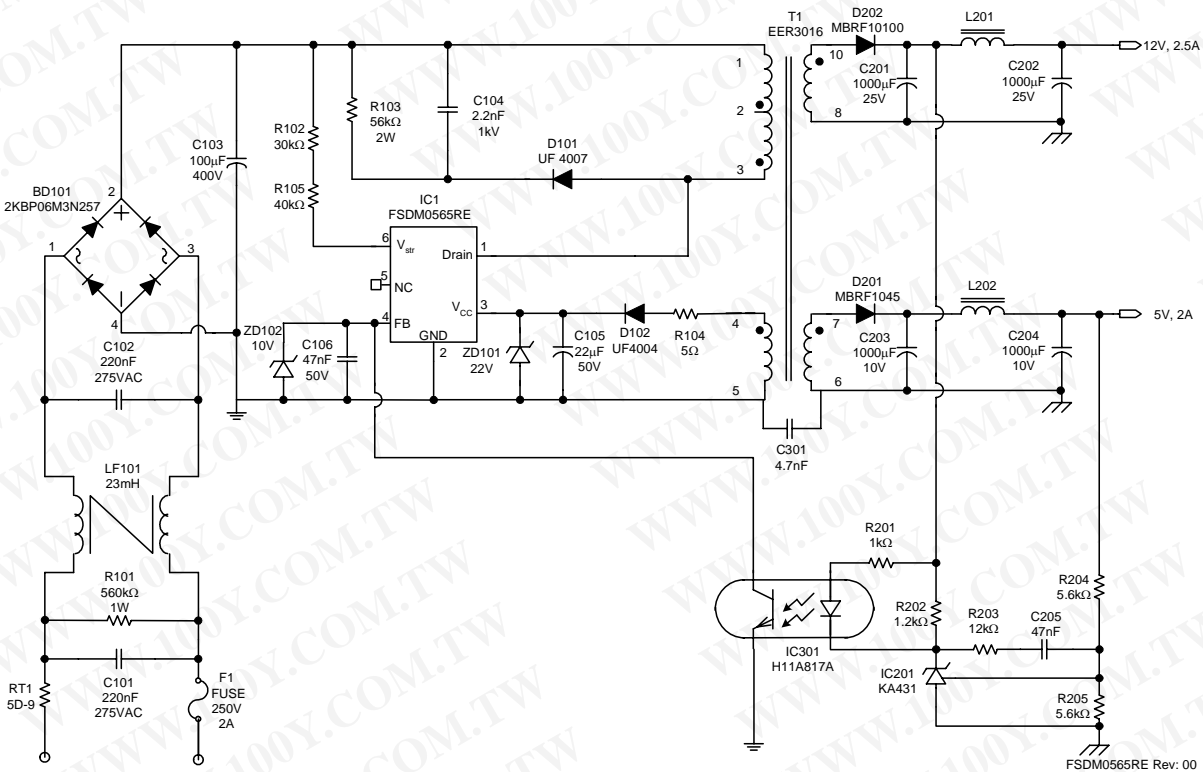 T1
EER3016
D202
MBRF10100
L201
1
2
3
10
8
C201
1000μF
25V
C202
1000μF
25V
12V, 2.5A
R103
56kΩ
2W
C104
2.2nF
1kV
D101
UF 4007
R102
30kΩ
R105
40kΩ
C103
100μF
400V
BD101
2KBP06M3N257
2
1
3
4
IC1
FSDM0565RE
6
Vstr
Drain
1
5
NC
VCC
3
4
FB
GND
2
ZD102
10V
C106
47nF
50V
ZD101
22V
C105
22μF
50V
D102
UF4004
R104
5Ω
4
5
7
6
D201
MBRF1045
L202
C203
1000μF
10V
C204
1000μF
10V
5V, 2A
C301
4.7nF
C102
220nF
275VAC
LF101
23mH
R101
560kΩ
1W
C101
220nF
275VAC
RT1
5D-9
F1
FUSE
250V
2A
R201
1kΩ
R202
1.2kΩ
R203
12kΩ
C205
47nF
R204
5.6kΩ
R205
5.6kΩ
IC301
H11A817A
IC201
KA431
FSDM0565RE Rev: 00
WWW.100Y.COM.TW